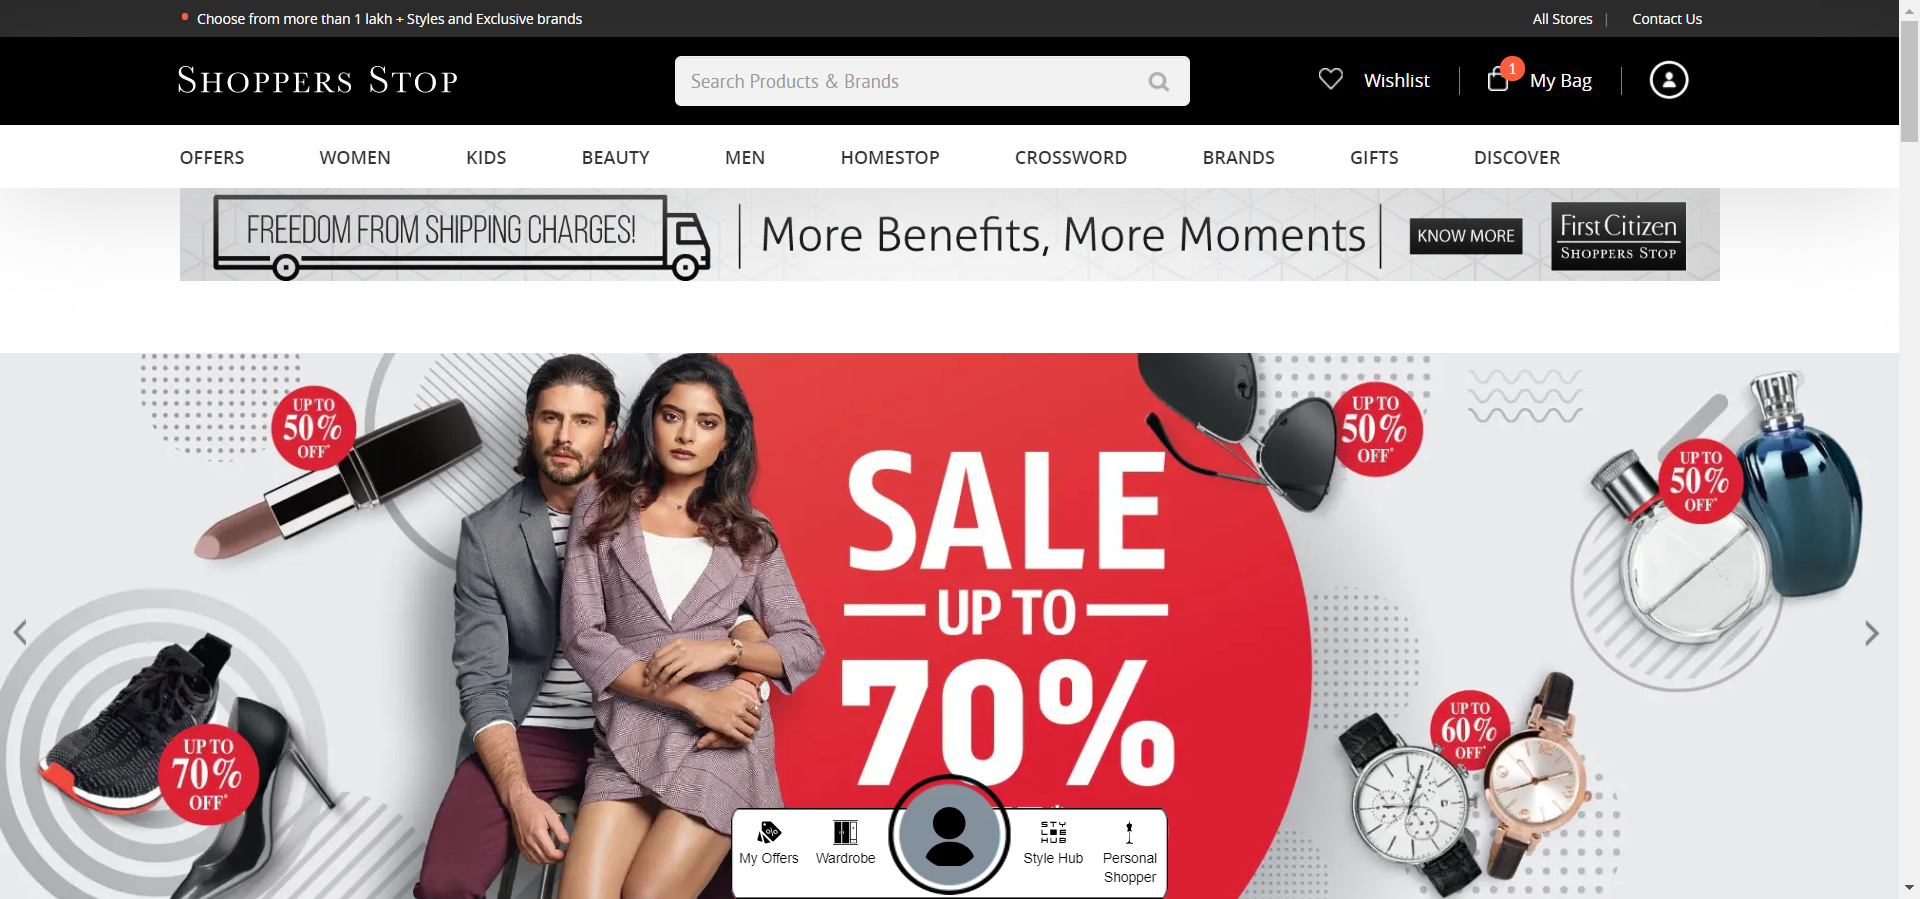 Choose from more than 1 lakh + Styles and Exclusive brands
All Stores | Contact Us
SHOPPERS STOP
Search Products & Brands
Wishlist
1
My Bag
OFFERS WOMEN KIDS BEAUTY MEN HOMESTOP CROSSWORD BRANDS GIFTS DISCOVER
FREEDOM FROM SHIPPING CHARGES!
More Benefits, More Moments
KNOW MORE
First Citizen
SHOPPERS STOP
UP TO
50%
OFF*
UP TO
50%
OFF*
UP TO
50%
OFF*
SALE
UP TO
70%
UP TO
70%
OFF*
UP TO
60%
OFF*
%
My Offers
Wardrobe
STY
LE
HUB
Style Hub
Personal
Shopper